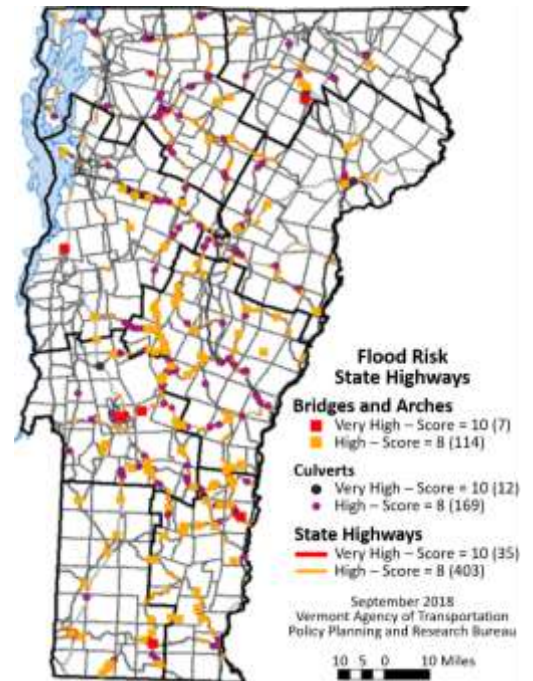 Flood Risk
State Highways
Bridges and Arches
Very High – Score = 10 (7)
High – Score = 8 (114)
Culverts
Very High – Score = 10 (12)
High – Score = 8 (169)
State Highways
Very High – Score = 10 (35)
High – Score = 8 (403)
September 2018
Vermont Agency of Transportation
Policy Planning and Research Bureau
10 5 0 10 Miles